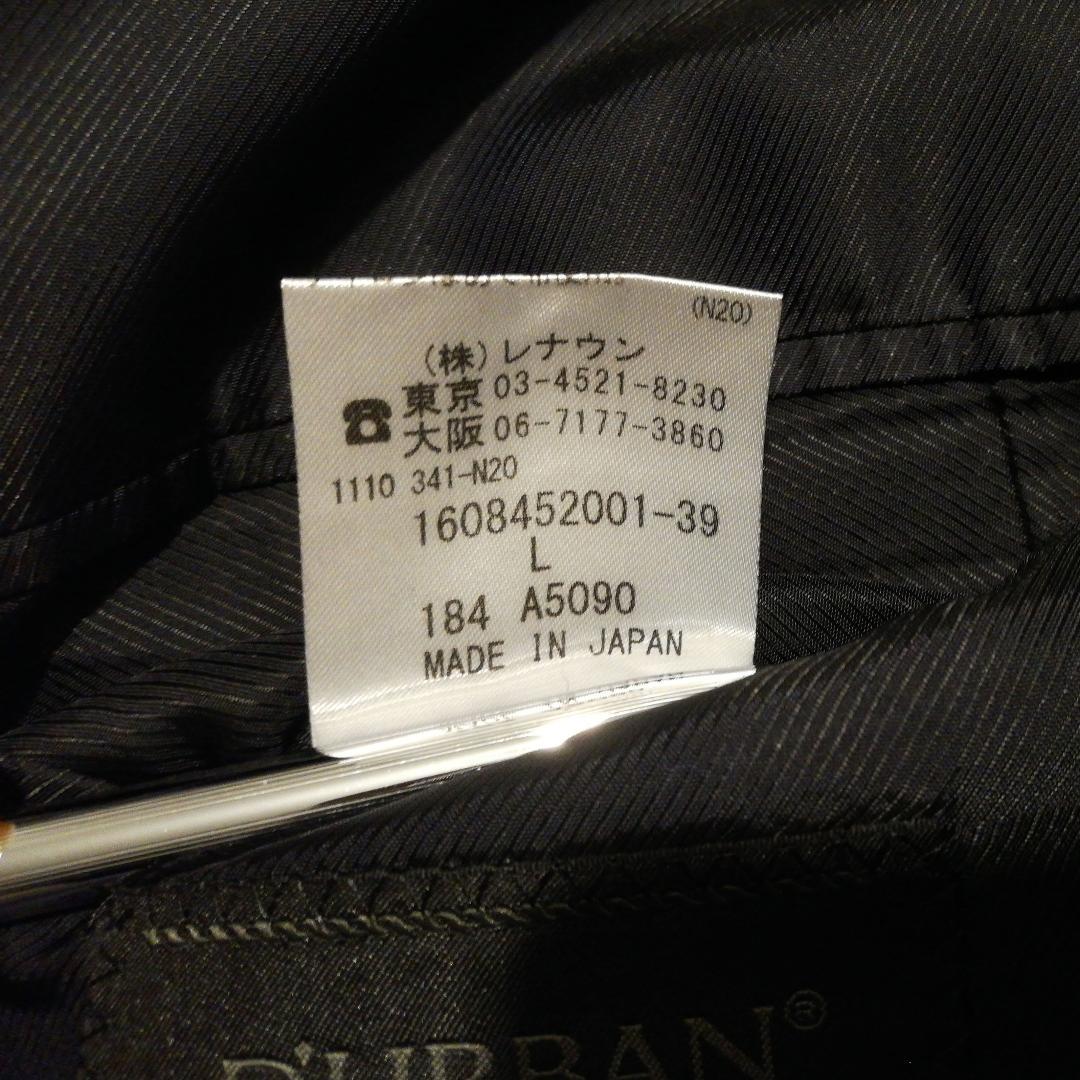 (N20)
(株)レナウン
☎東京 03-4521-8230
大阪 06-7177-3860
1110 341-N20
1608452001-39
L
184 A5090
MADE IN JAPAN
D'URBAN®